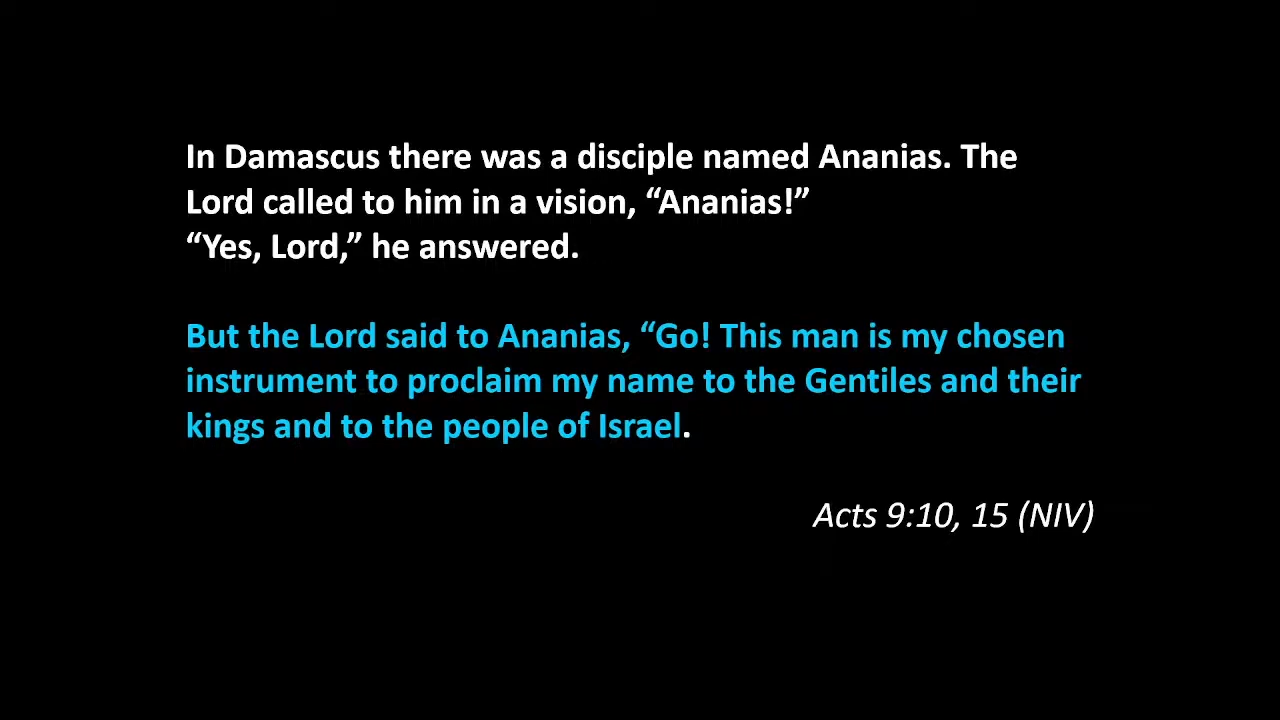 In Damascus there was a disciple named Ananias. The
Lord called to him in a vision, “Ananias!”
“Yes, Lord,” he answered.
But the Lord said to Ananias, “Go! This man is my chosen
instrument to proclaim my name to the Gentiles and their
kings and to the people of Israel.
Acts 9:10, 15 (NIV)